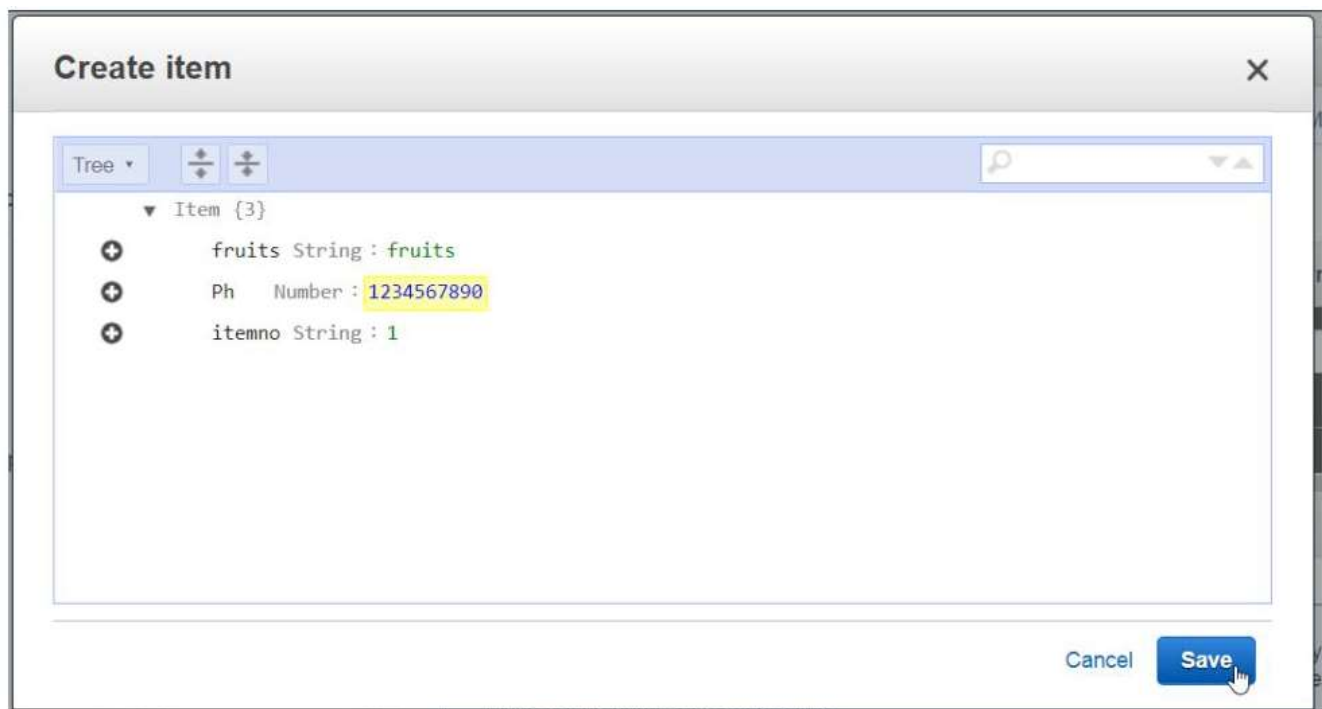 Create item
Tree
Item {3}
fruits String : fruits
Ph Number : 1234567890
itemno String : 1
Cancel Save